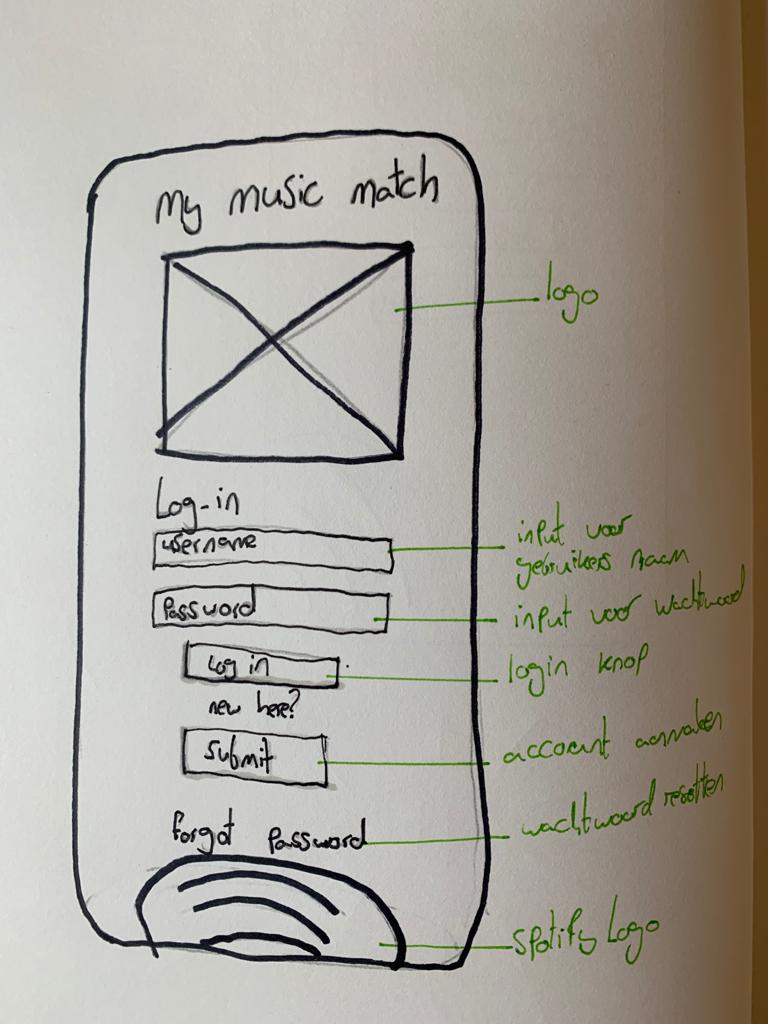 my music match
logo
Log-in
username
input voor
gebruikers naam
Password
input voor wachtwoord
Log in
login knop
new here?
submit
account aanmaken
forgot password
wachtwoord resetten
Spotify Logo